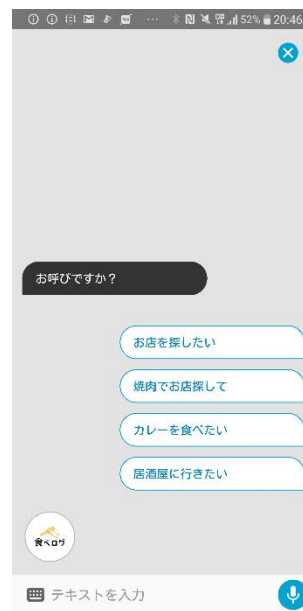 52% 20:46
お呼びですか？
お店を探したい
焼肉でお店探して
カレーを食べたい
居酒屋に行きたい
食べログ
テキストを入力